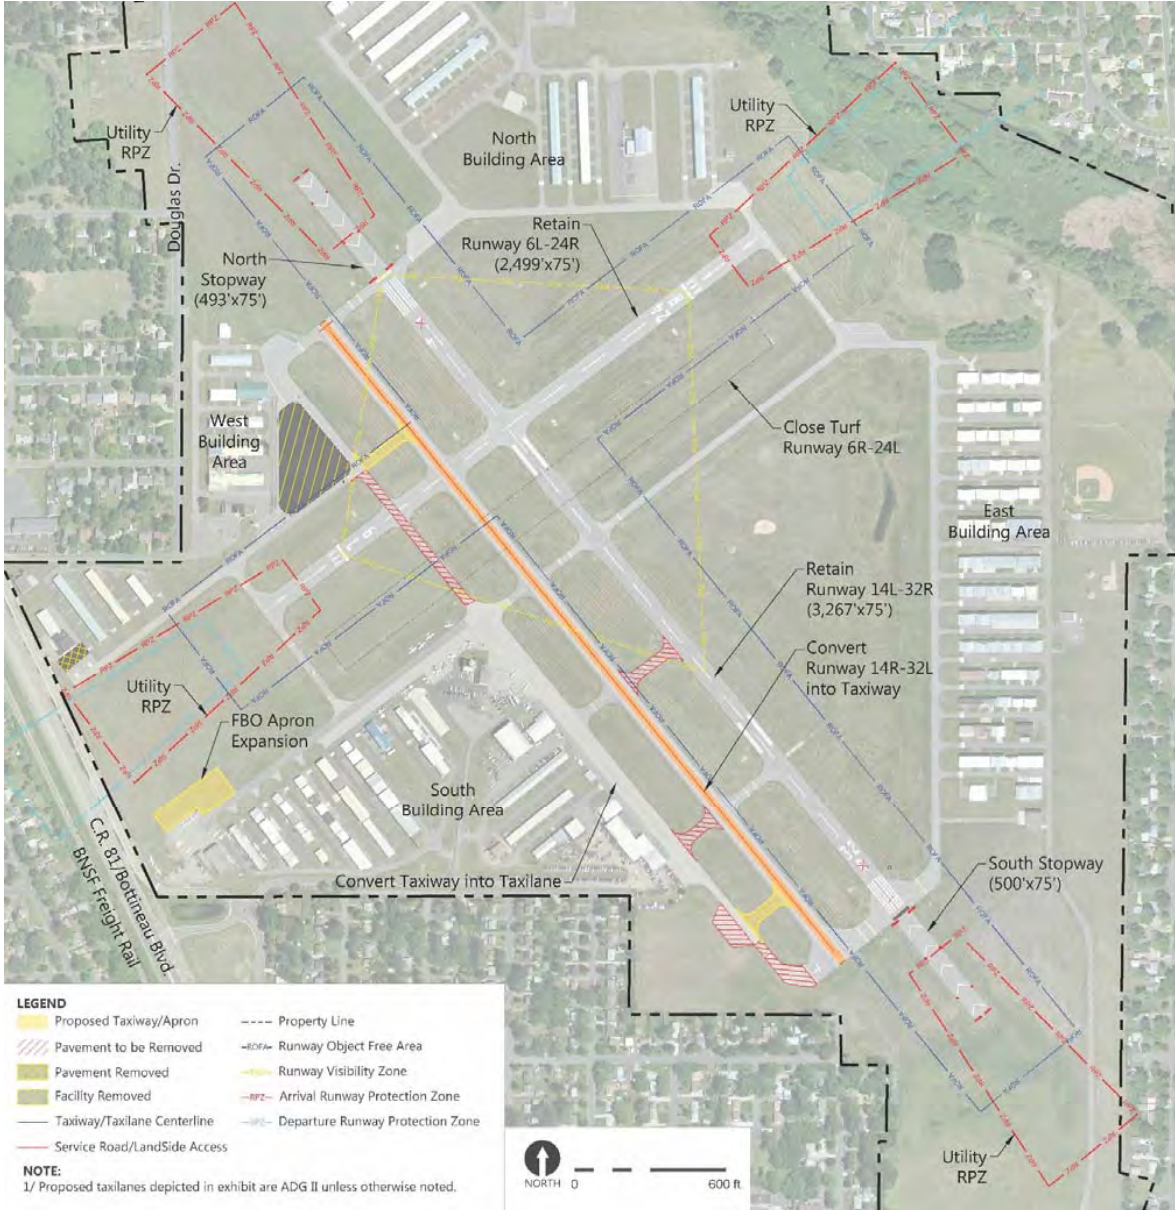 Utility
RPZ
Douglas Dr.
North
Building Area
Utility
RPZ
Retain
Runway 6L-24R
(2,499'x75')
North
Stopway
(493'x75')
West
Building
Area
Close Turf
Runway 6R-24L
East
Building Area
Retain
Runway 14L-32R
(3,267'x75')
Convert
Runway 14R-32L
into Taxiway
Utility
RPZ
FBO Apron
Expansion
South
Building Area
C.R. 81/Bottineau Blvd.
BNSF Freight Rail
Convert Taxiway into Taxilane
South Stopway
(500'x75')
Utility
RPZ
RPZ
ROFA
LEGEND
Proposed Taxiway/Apron
Pavement to be Removed
Pavement Removed
Facility Removed
Taxiway/Taxilane Centerline
Service Road/LandSide Access
Property Line
ROFA Runway Object Free Area
Runway Visibility Zone
RPZ Arrival Runway Protection Zone
RPZ Departure Runway Protection Zone
NOTE:
1/ Proposed taxilanes depicted in exhibit are ADG II unless otherwise noted.
NORTH 0 600 ft